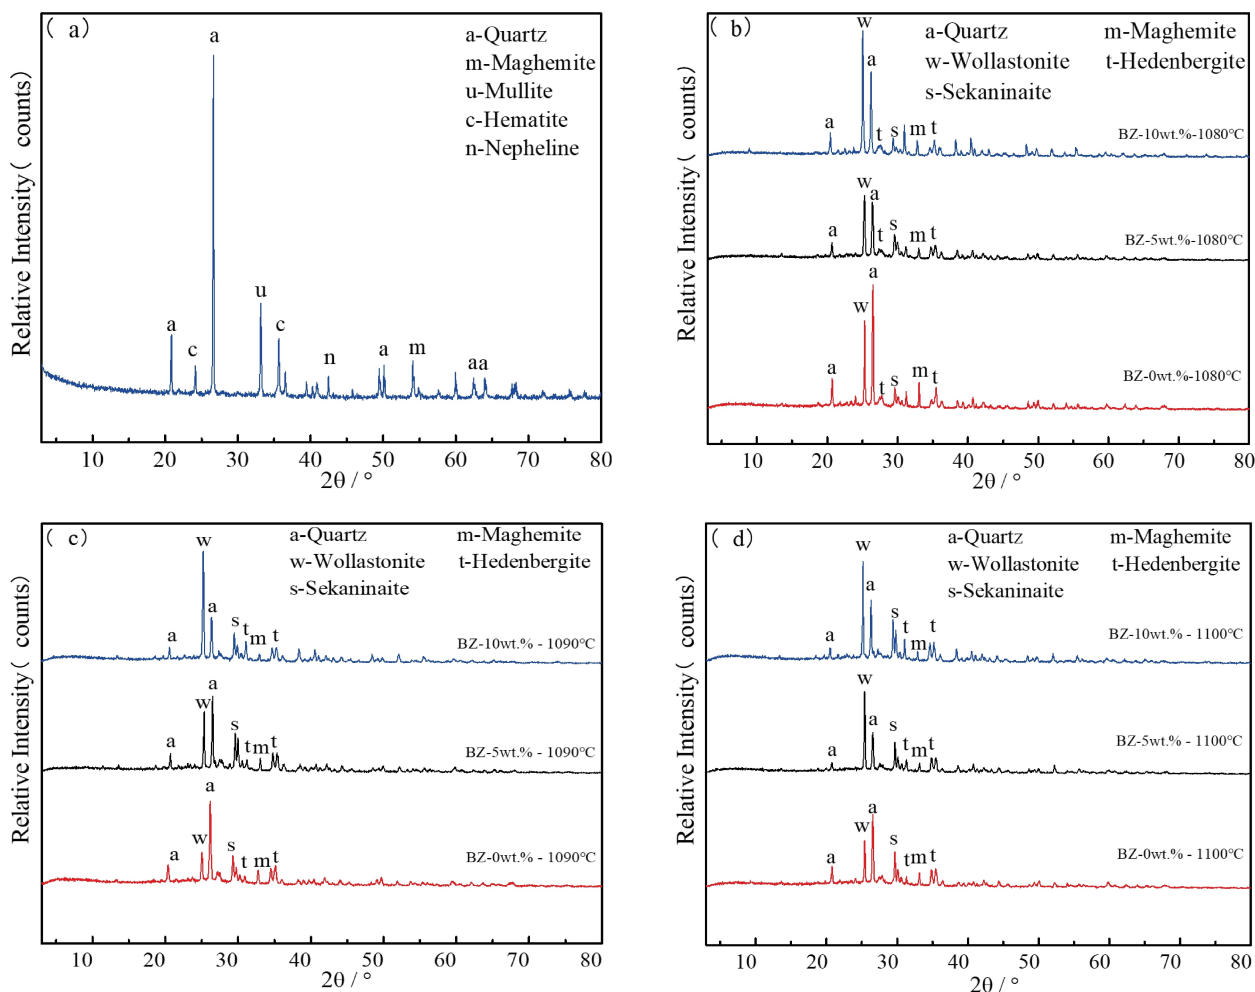 ( a)
a-Quartz
m-Maghemite
u-Mullite
c-Hematite
n-Nepheline
a
a
c
u
c
n
a
m
aa
Relative Intensity( counts)
10 20 30 40 50 60 70 80
2θ / °
( b)
a-Quartz m-Maghemite
w-Wollastonite t-Hedenbergite
s-Sekaninaite
w
a
a
t
s
m
t
BZ-10wt.%-1080℃
w
a
a
t
s
m
t
BZ-5wt.%-1080℃
a
w
a
t
s
m
t
BZ-0wt.%-1080℃
Relative Intensity( counts)
10 20 30 40 50 60 70 80
2θ / °
( c)
a-Quartz m-Maghemite
w-Wollastonite t-Hedenbergite
s-Sekaninaite
w
a
a
s
t
m
t
BZ-10wt.% - 1090℃
a
w
a
s
t
m
t
BZ-5wt.% - 1090℃
a
w
a
s
t
m
t
BZ-0wt.% - 1090℃
Relative Intensity( counts)
10 20 30 40 50 60 70 80
2θ / °
( d)
a-Quartz m-Maghemite
w-Wollastonite t-Hedenbergite
s-Sekaninaite
w
a
a
s
t
m
t
BZ-10wt.% - 1100℃
w
a
a
s
t
m
t
BZ-5wt.% - 1100℃
a
w
a
s
t
m
t
BZ-0wt.% - 1100℃
Relative Intensity( counts)
10 20 30 40 50 60 70 80
2θ / °